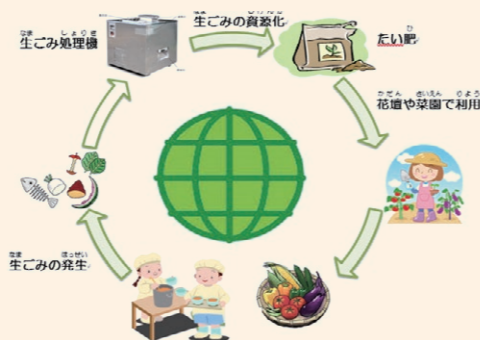 生ごみ処理機
生ごみの資源化
たい肥
花壇や菜園で利用
生ごみの発生